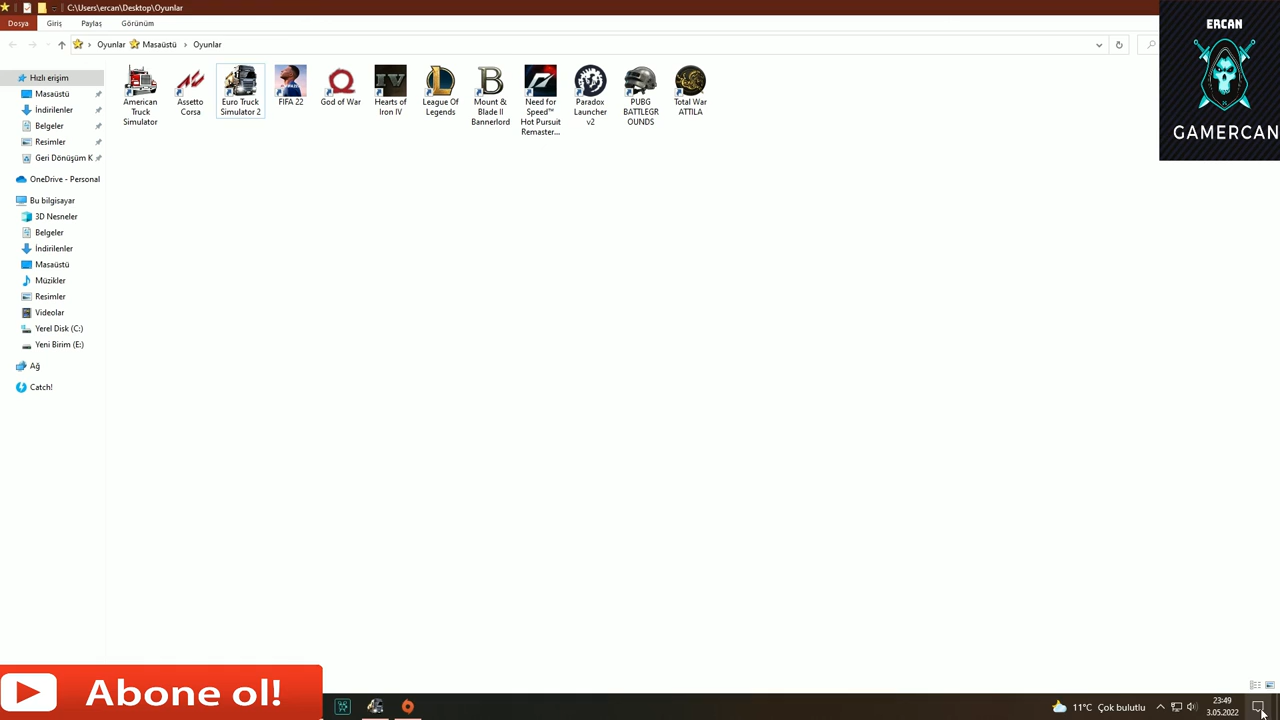 C:\Users\ercan\Desktop\Oyunlar
Dosya Giriş Paylaş Görünüm
Oyunlar Masaüstü Oyunlar
ERCAN
GAMERCAN
Hızlı erişim
Masaüstü
İndirilenler
Belgeler
Resimler
Geri Dönüşüm K
OneDrive - Personal
Bu bilgisayar
3D Nesneler
Belgeler
İndirilenler
Masaüstü
Müzikler
Resimler
Videolar
Yerel Disk (C:)
Yeni Birim (E:)
Ağ
Catch!
American
Truck
Simulator
Assetto
Corsa
Euro Truck
Simulator 2
FIFA 22
God of War
Hearts of
Iron IV
League Of
Legends
Mount &
Blade II
Bannerlord
Need for
Speed™
Hot Pursuit
Remaster...
Paradox
Launcher
v2
PUBG
BATTLEGR
OUNDS
Total War
ATTILA
Abone ol!
11°C Çok bulutlu
23:49
3.05.2022